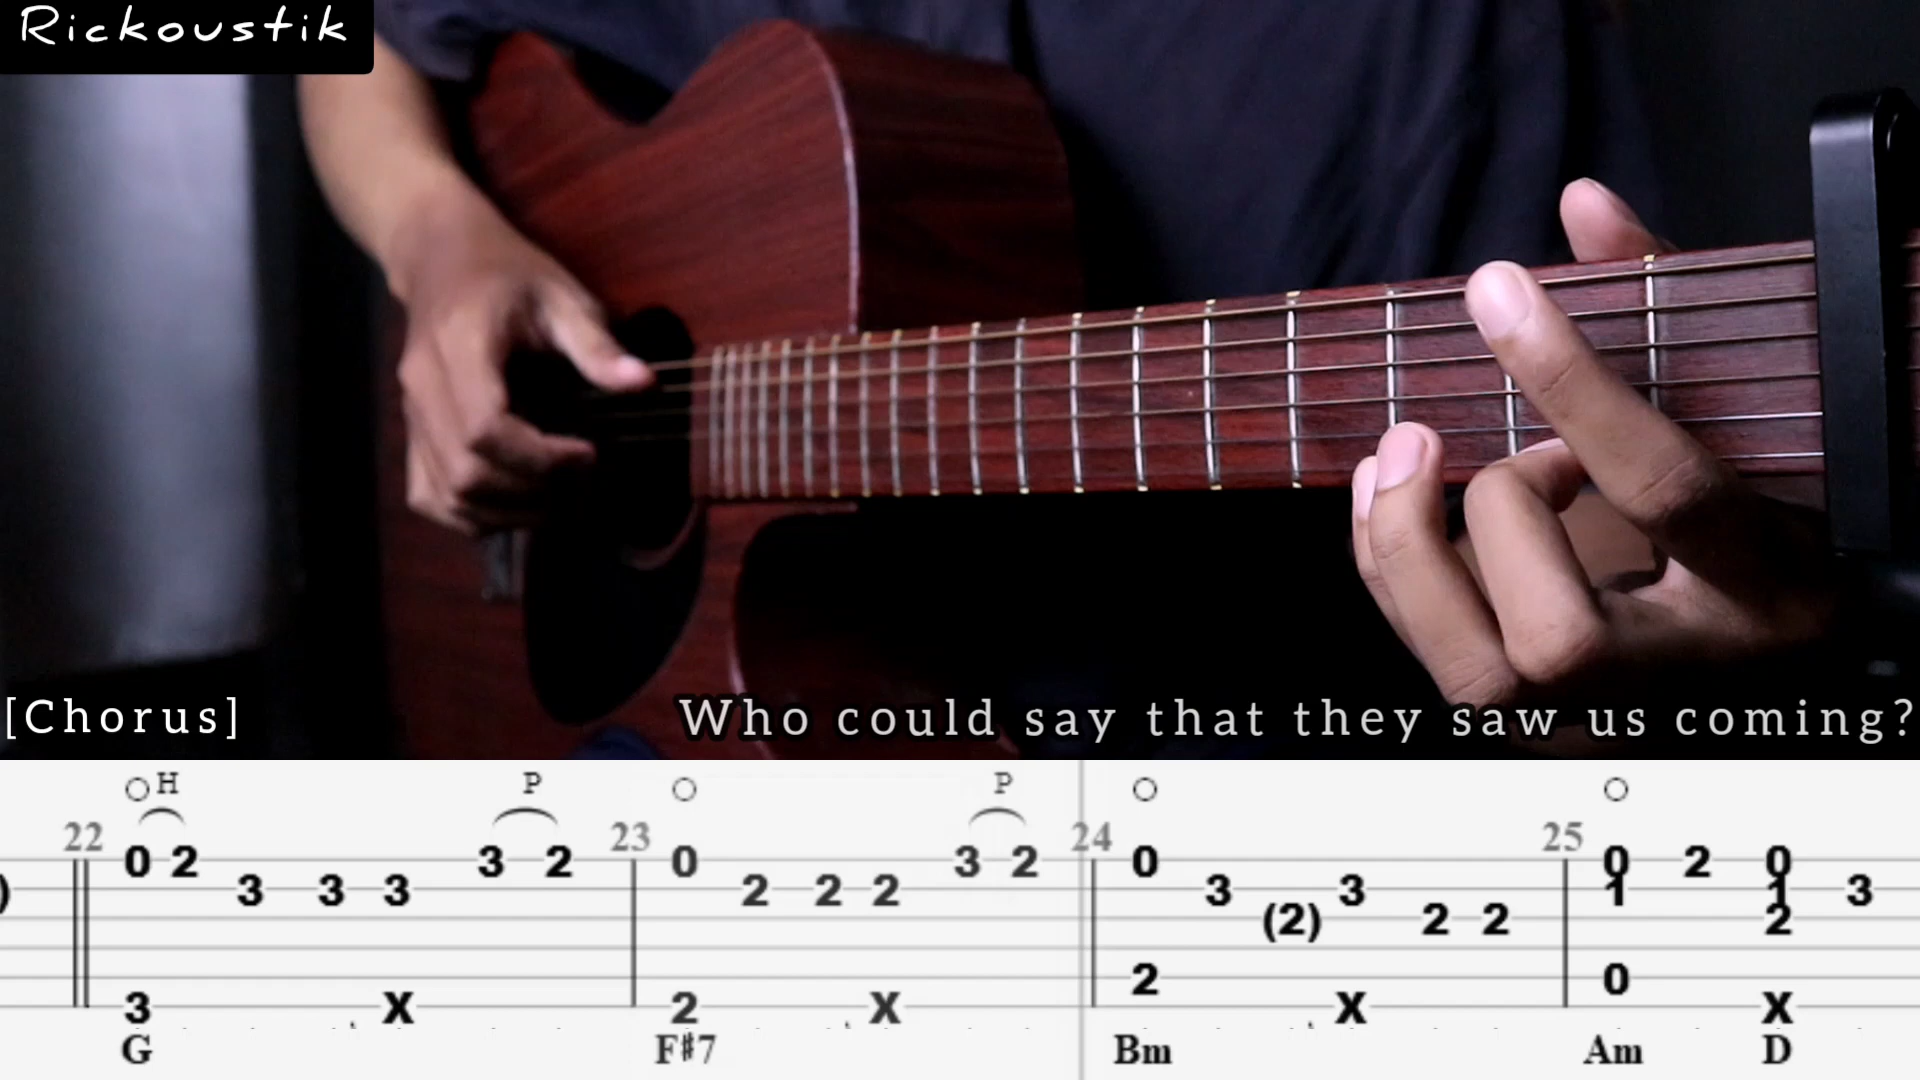 Rickoustik
[Chorus] Who could say that they saw us coming?
H P P
22 23 24 25
0 2 3 2 0 3 2 0 0 2 0
3 3 3 2 2 2 3 3 1 1 3
(2) 2 2 2
2 0
3 X 2 X X X
G F#7 Bm Am D